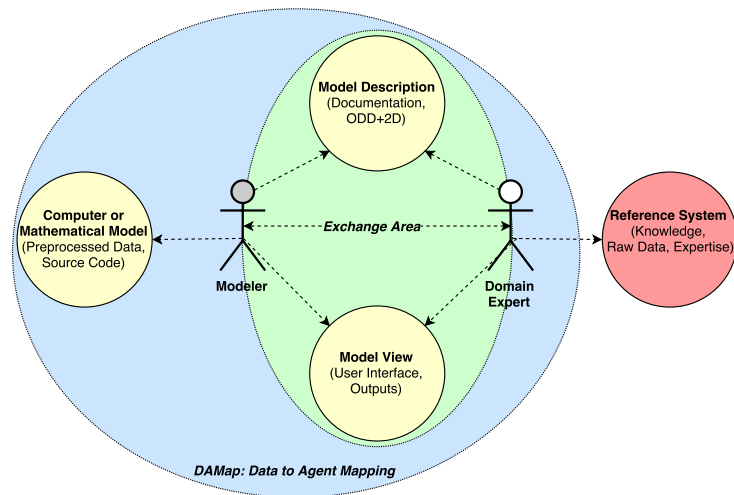 Model Description
(Documentation,
ODD+2D)
Computer or
Mathematical Model
(Preprocessed Data,
Source Code)
Exchange Area
Reference System
(Knowledge,
Raw Data, Expertise)
Modeler
Domain
Expert
Model View
(User Interface,
Outputs)
DAMap: Data to Agent Mapping